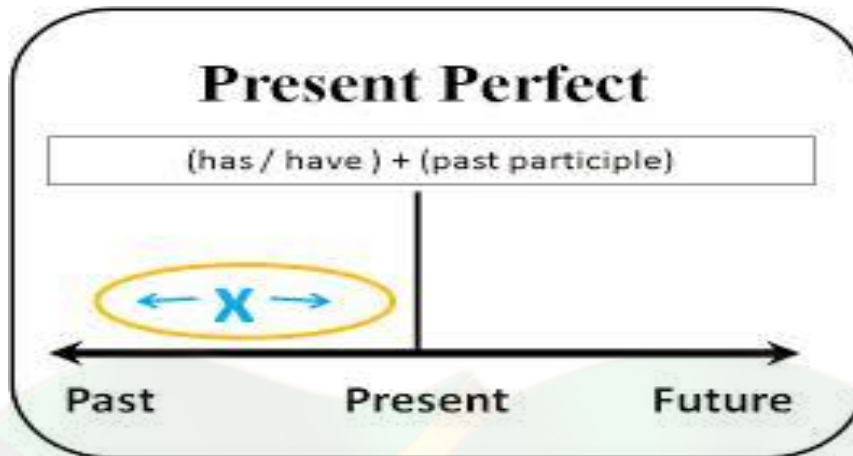 Present Perfect
(has / have ) + (past participle)
X
Past Present Future